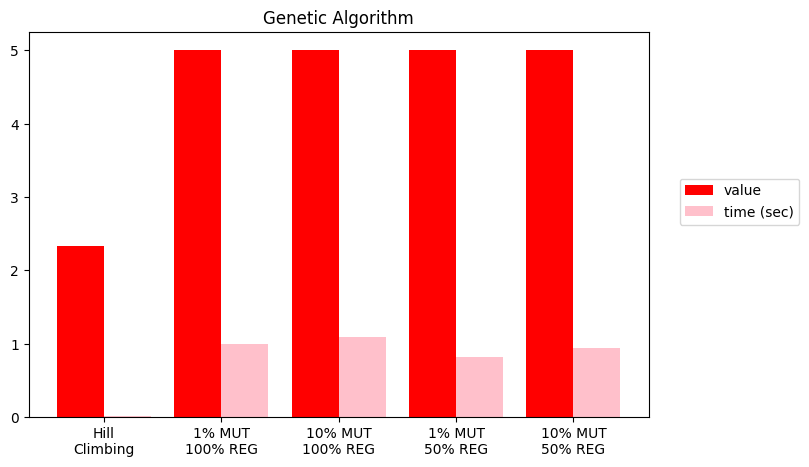 Genetic Algorithm
5
4
3
2
1
0
Hill
Climbing
1% MUT
100% REG
10% MUT
100% REG
1% MUT
50% REG
10% MUT
50% REG
value
time (sec)